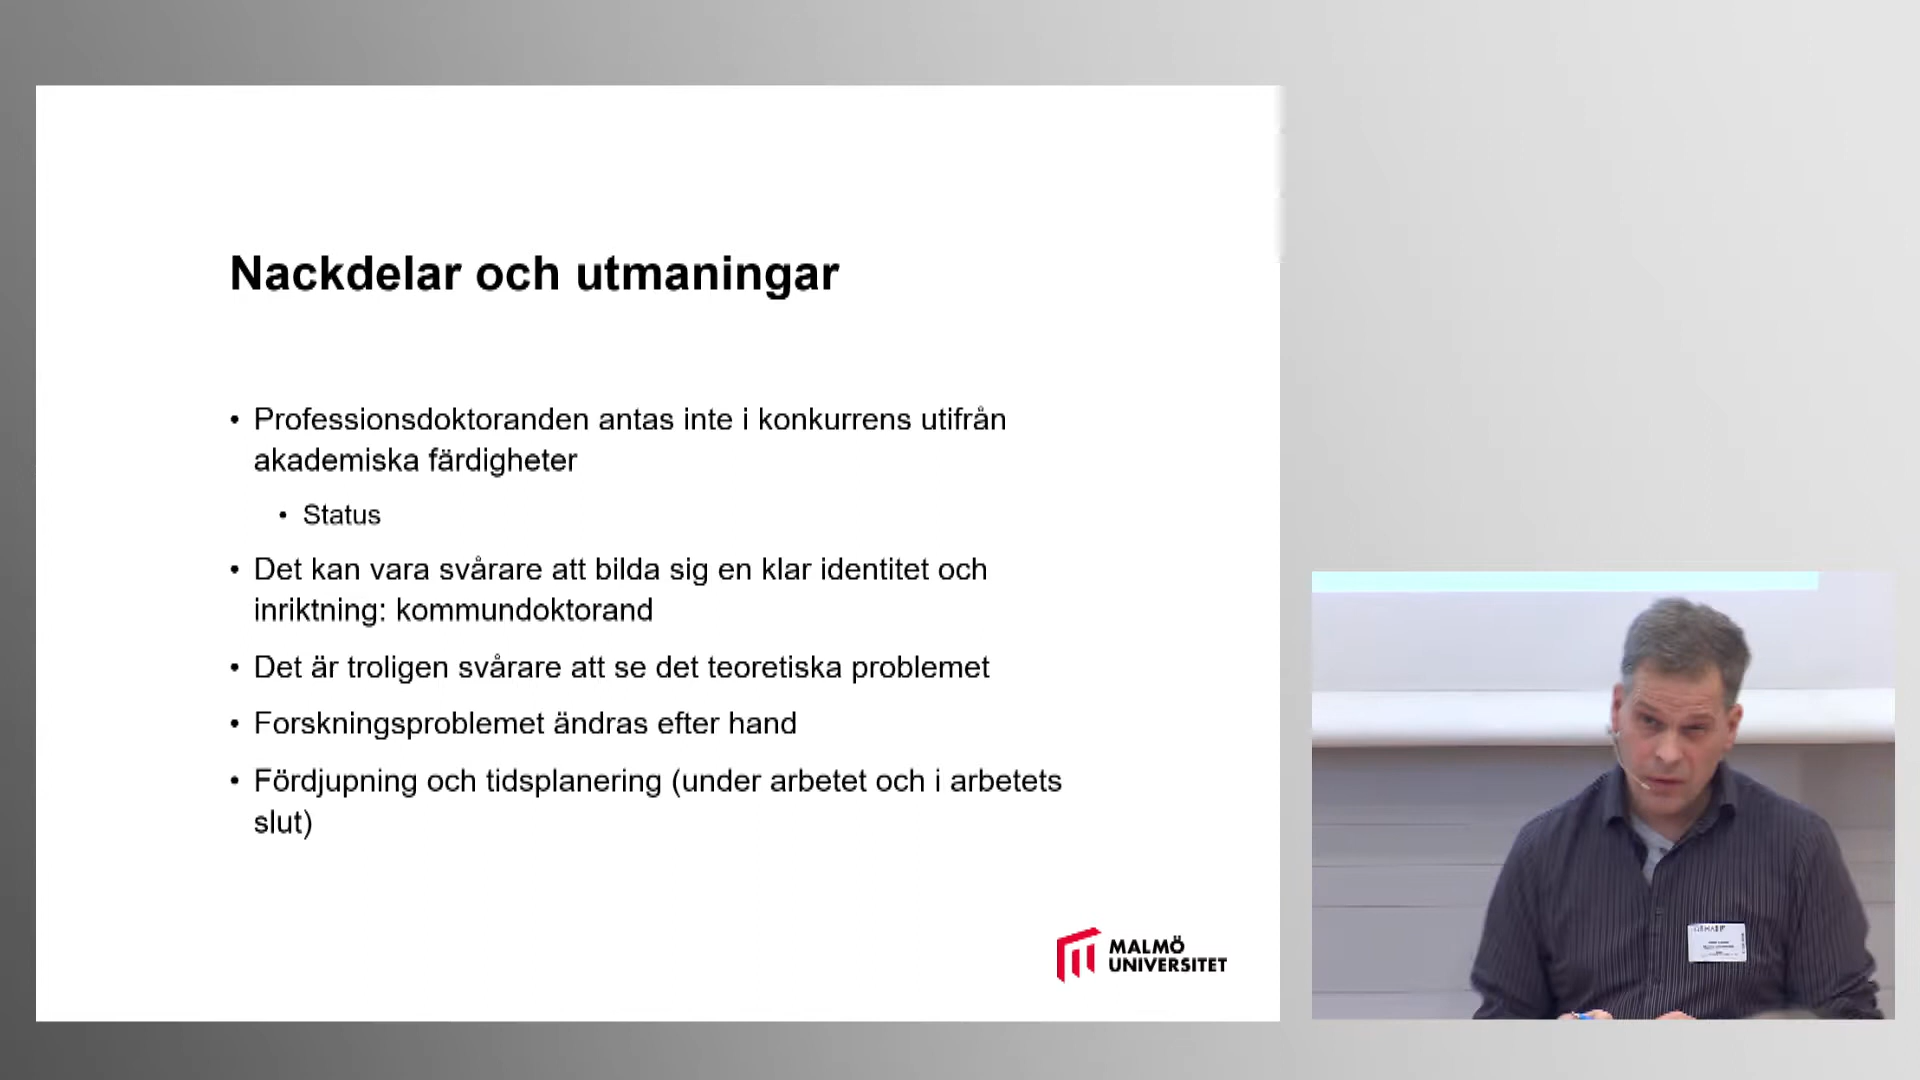 Nackdelar och utmaningar
• Professionsdoktoranden antas inte i konkurrens utifrån
akademiska färdigheter
• Status
• Det kan vara svårare att bilda sig en klar identitet och
inriktning: kommundoktorand
• Det är troligen svårare att se det teoretiska problemet
• Forskningsproblemet ändras efter hand
• Fördjupning och tidsplanering (under arbetet och i arbetets
slut)
MALMÖ
UNIVERSITET